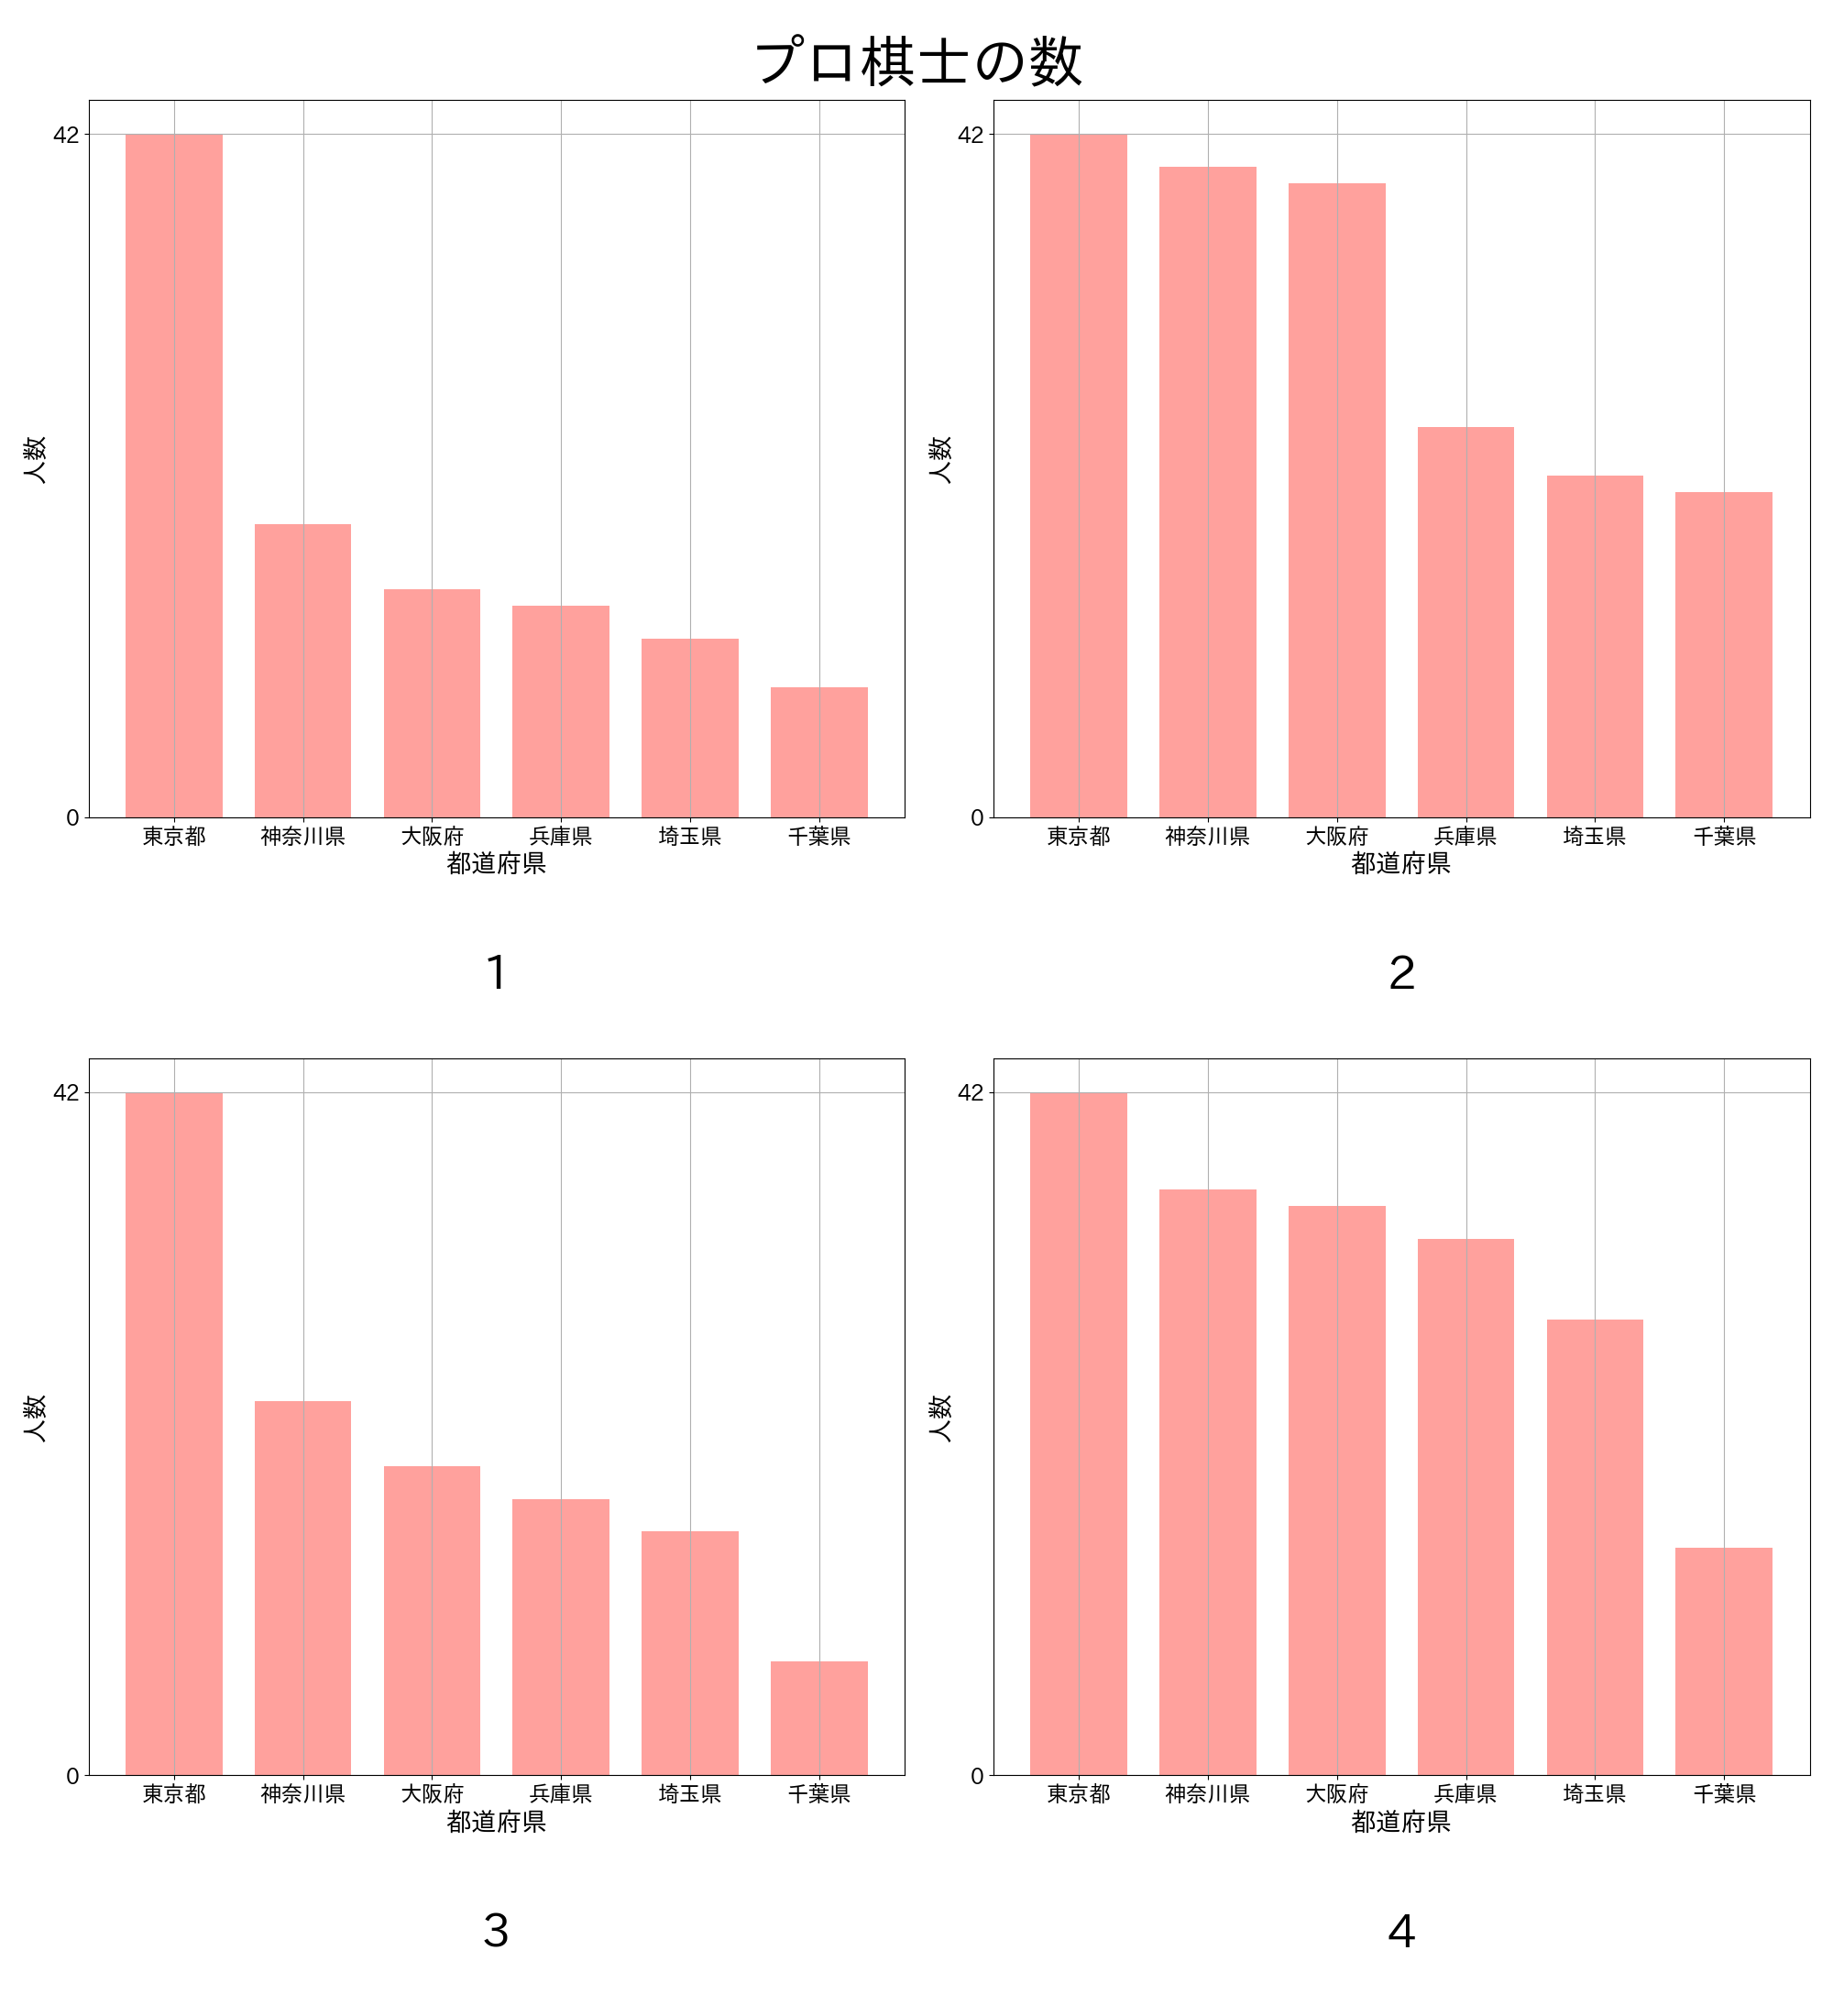 プロ棋士の数
42
0
人数
東京都 神奈川県 大阪府 兵庫県 埼玉県 千葉県
都道府県
1
42
0
人数
東京都 神奈川県 大阪府 兵庫県 埼玉県 千葉県
都道府県
2
42
0
人数
東京都 神奈川県 大阪府 兵庫県 埼玉県 千葉県
都道府県
3
42
0
人数
東京都 神奈川県 大阪府 兵庫県 埼玉県 千葉県
都道府県
4